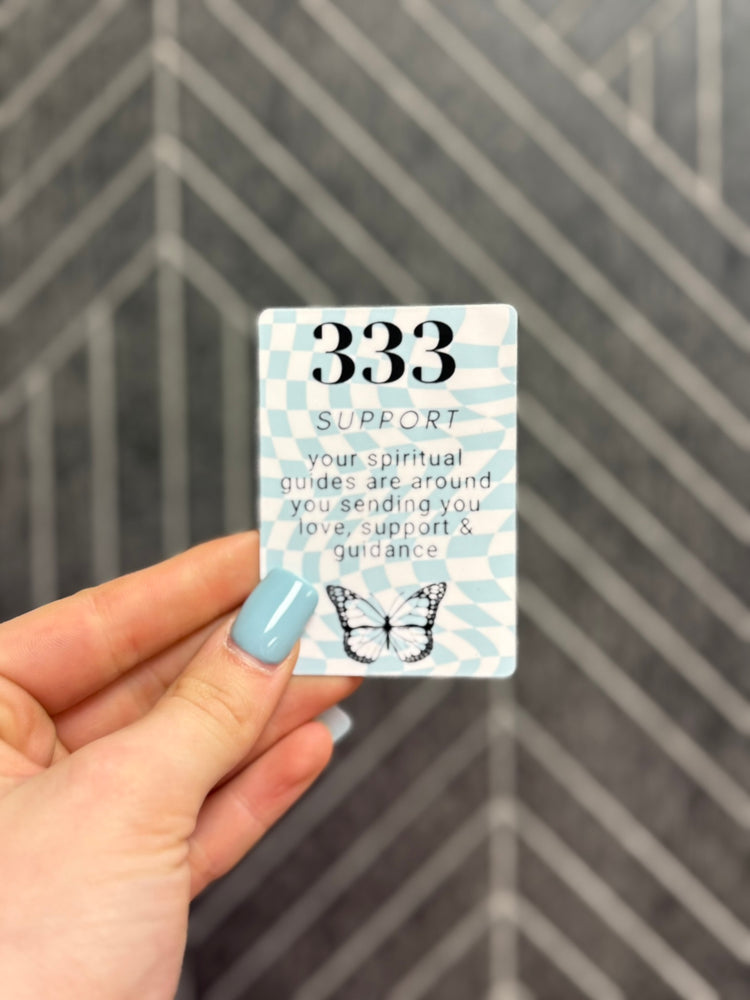 333
SUPPORT
your spiritual
guides are around
you sending you
love, support &
guidance